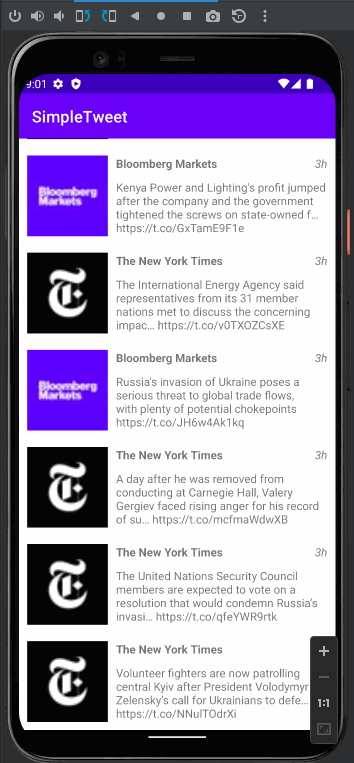 9:01
SimpleTweet
Bloomberg Markets
Bloomberg Markets 3h
Kenya Power and Lighting's profit jumped
after the company and the government
tightened the screws on state-owned f...
https://t.co/GxTamE9F1e
The New York Times 3h
The International Energy Agency said
representatives from its 31 member
nations met to discuss the concerning
impac... https://t.co/v0TXOZCsXE
Bloomberg Markets
Bloomberg Markets 3h
Russia's invasion of Ukraine poses a
serious threat to global trade flows,
with plenty of potential chokepoints
https://t.co/JH6w4Ak1kq
The New York Times 3h
A day after he was removed from
conducting at Carnegie Hall, Valery
Gergiev faced rising anger for his record
of su... https://t.co/mcfmaWdwXB
The New York Times 3h
The United Nations Security Council
members are expected to vote on a
resolution that would condemn Russia's
invasi... https://t.co/qfeYWR9rtk
The New York Times 3h
Volunteer fighters are now patrolling
central Kyiv after President Volodymyr
Zelensky's call for Ukrainians to defe...
https://t.co/NNulTOdrXi
1:1